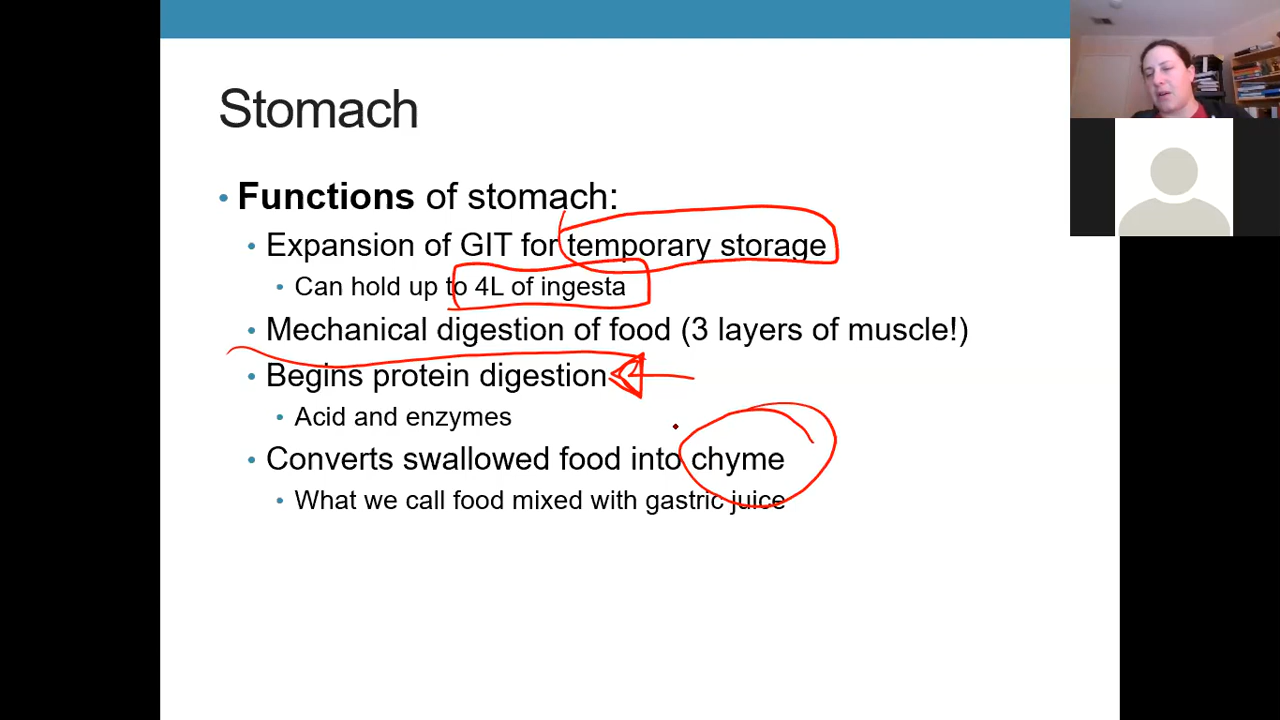 Stomach
• Functions of stomach:
• Expansion of GIT for temporary storage
• Can hold up to 4L of ingesta
• Mechanical digestion of food (3 layers of muscle!)
• Begins protein digestion
• Acid and enzymes
• Converts swallowed food into chyme
• What we call food mixed with gastric juice